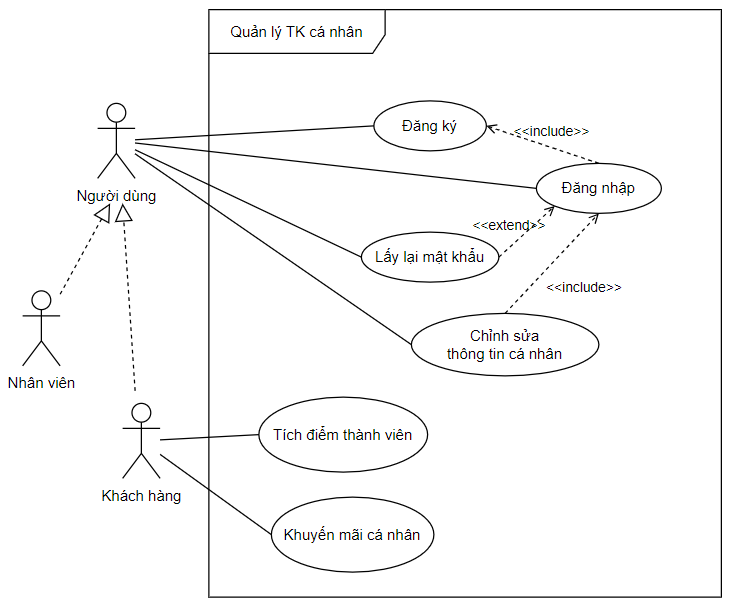 Quản lý TK cá nhân
Đăng ký
<<include>>
Đăng nhập
Người dùng
<<extend>>
Lấy lại mật khẩu
<<include>>
Chỉnh sửa
thông tin cá nhân
Nhân viên
Tích điểm thành viên
Khách hàng
Khuyến mãi cá nhân